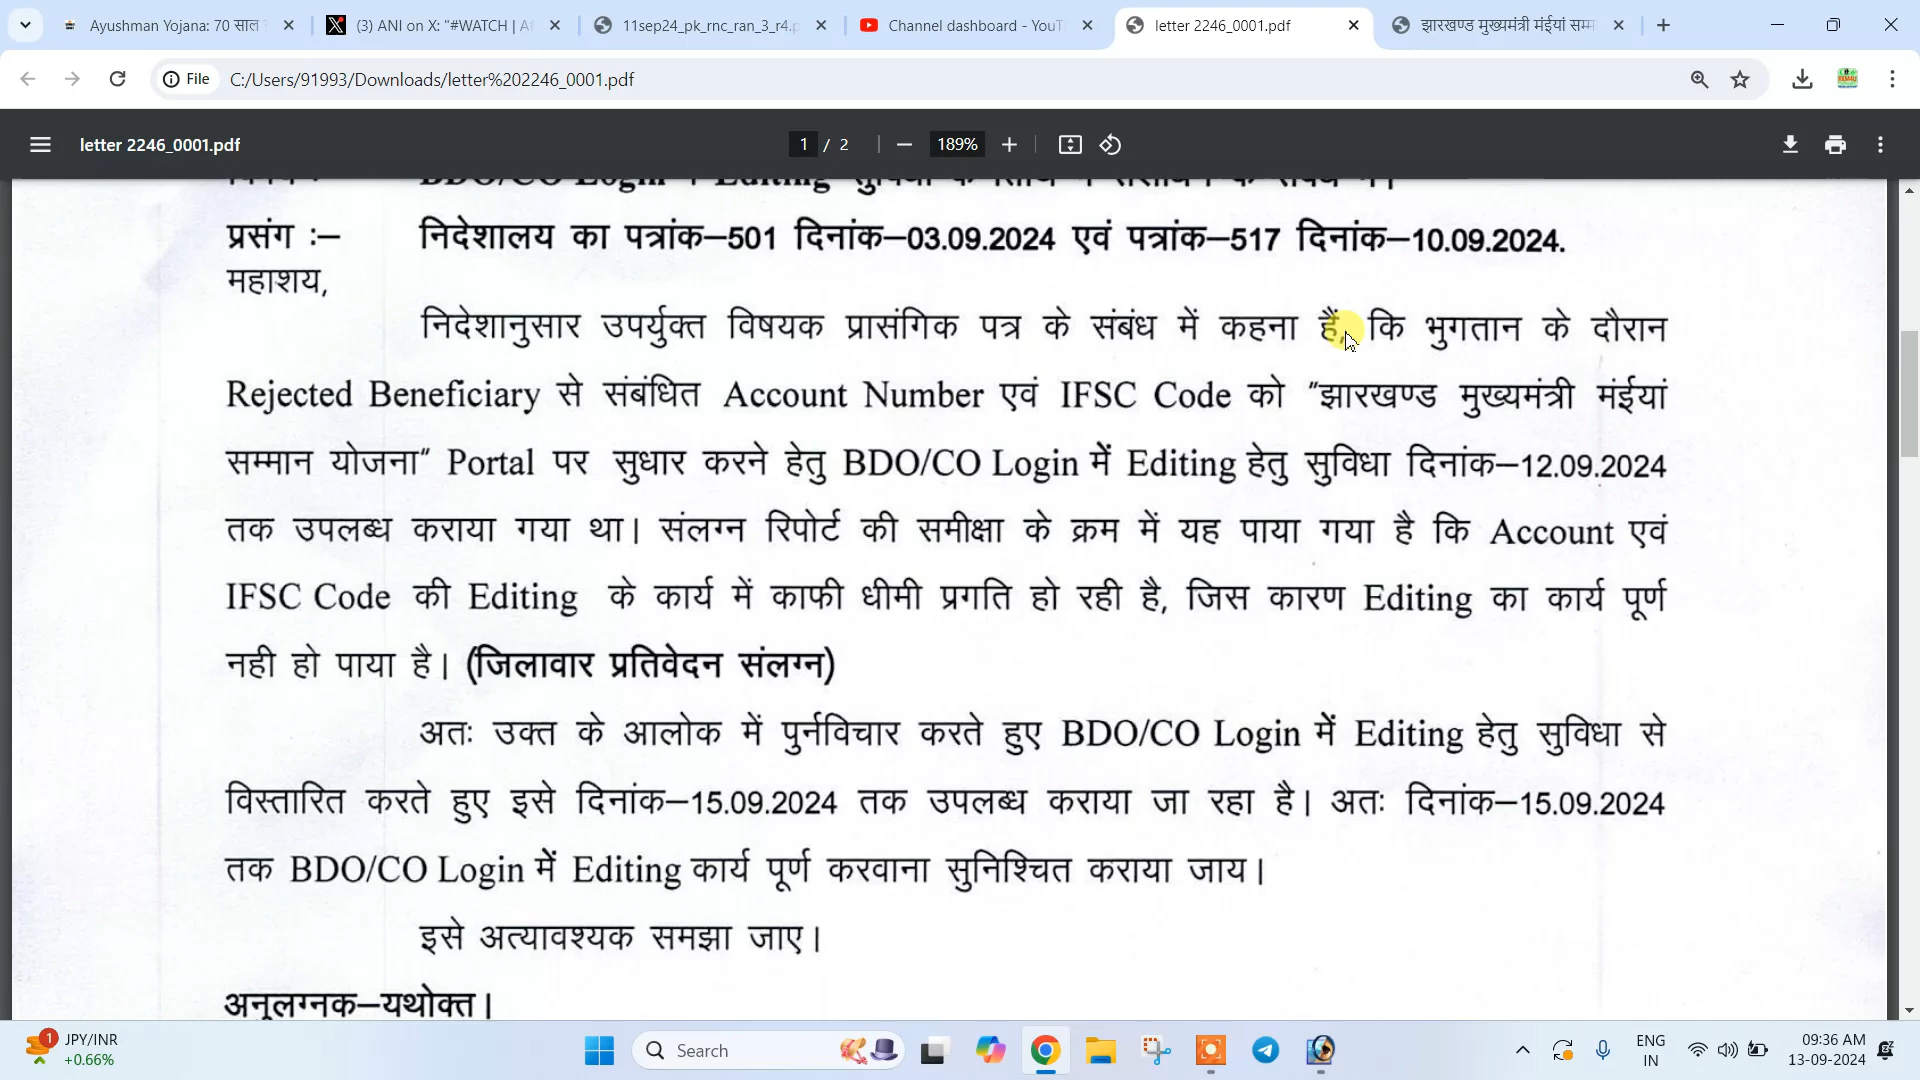 Ayushman Yojana: 70 साल
(3) ANI on X: "#WATCH | A
11sep24_pk_rnc_ran_3_r4.p
Channel dashboard - YouT
letter 2246_0001.pdf
झारखण्ड मुख्यमंत्री मंईयां सम्म
File
C:/Users/91993/Downloads/letter%202246_0001.pdf
letter 2246_0001.pdf
1 / 2
189%
BDO/CO Login में Editing सुविधा के
प्रसंग :– निदेशालय का पत्रांक–501 दिनांक–03.09.2024 एवं पत्रांक–517 दिनांक–10.09.2024.
महाशय,
निदेशानुसार उपर्युक्त विषयक प्रासंगिक पत्र के संबंध में कहना है, कि भुगतान के दौरान
Rejected Beneficiary से संबंधित Account Number एवं IFSC Code को "झारखण्ड मुख्यमंत्री मंईयां
सम्मान योजना" Portal पर सुधार करने हेतु BDO/CO Login में Editing हेतु सुविधा दिनांक–12.09.2024
तक उपलब्ध कराया गया था। संलग्न रिपोर्ट की समीक्षा के क्रम में यह पाया गया है कि Account एवं
IFSC Code की Editing के कार्य में काफी धीमी प्रगति हो रही है, जिस कारण Editing का कार्य पूर्ण
नही हो पाया है। (जिलावार प्रतिवेदन संलग्न)
अतः उक्त के आलोक में पुर्नविचार करते हुए BDO/CO Login में Editing हेतु सुविधा से
विस्तारित करते हुए इसे दिनांक–15.09.2024 तक उपलब्ध कराया जा रहा है। अतः दिनांक–15.09.2024
तक BDO/CO Login में Editing कार्य पूर्ण करवाना सुनिश्चित कराया जाय।
इसे अत्यावश्यक समझा जाए।
अनुलग्नक–यथोक्त।
1
JPY/INR
+0.66%
Search
ENG
IN
09:36 AM
13-09-2024